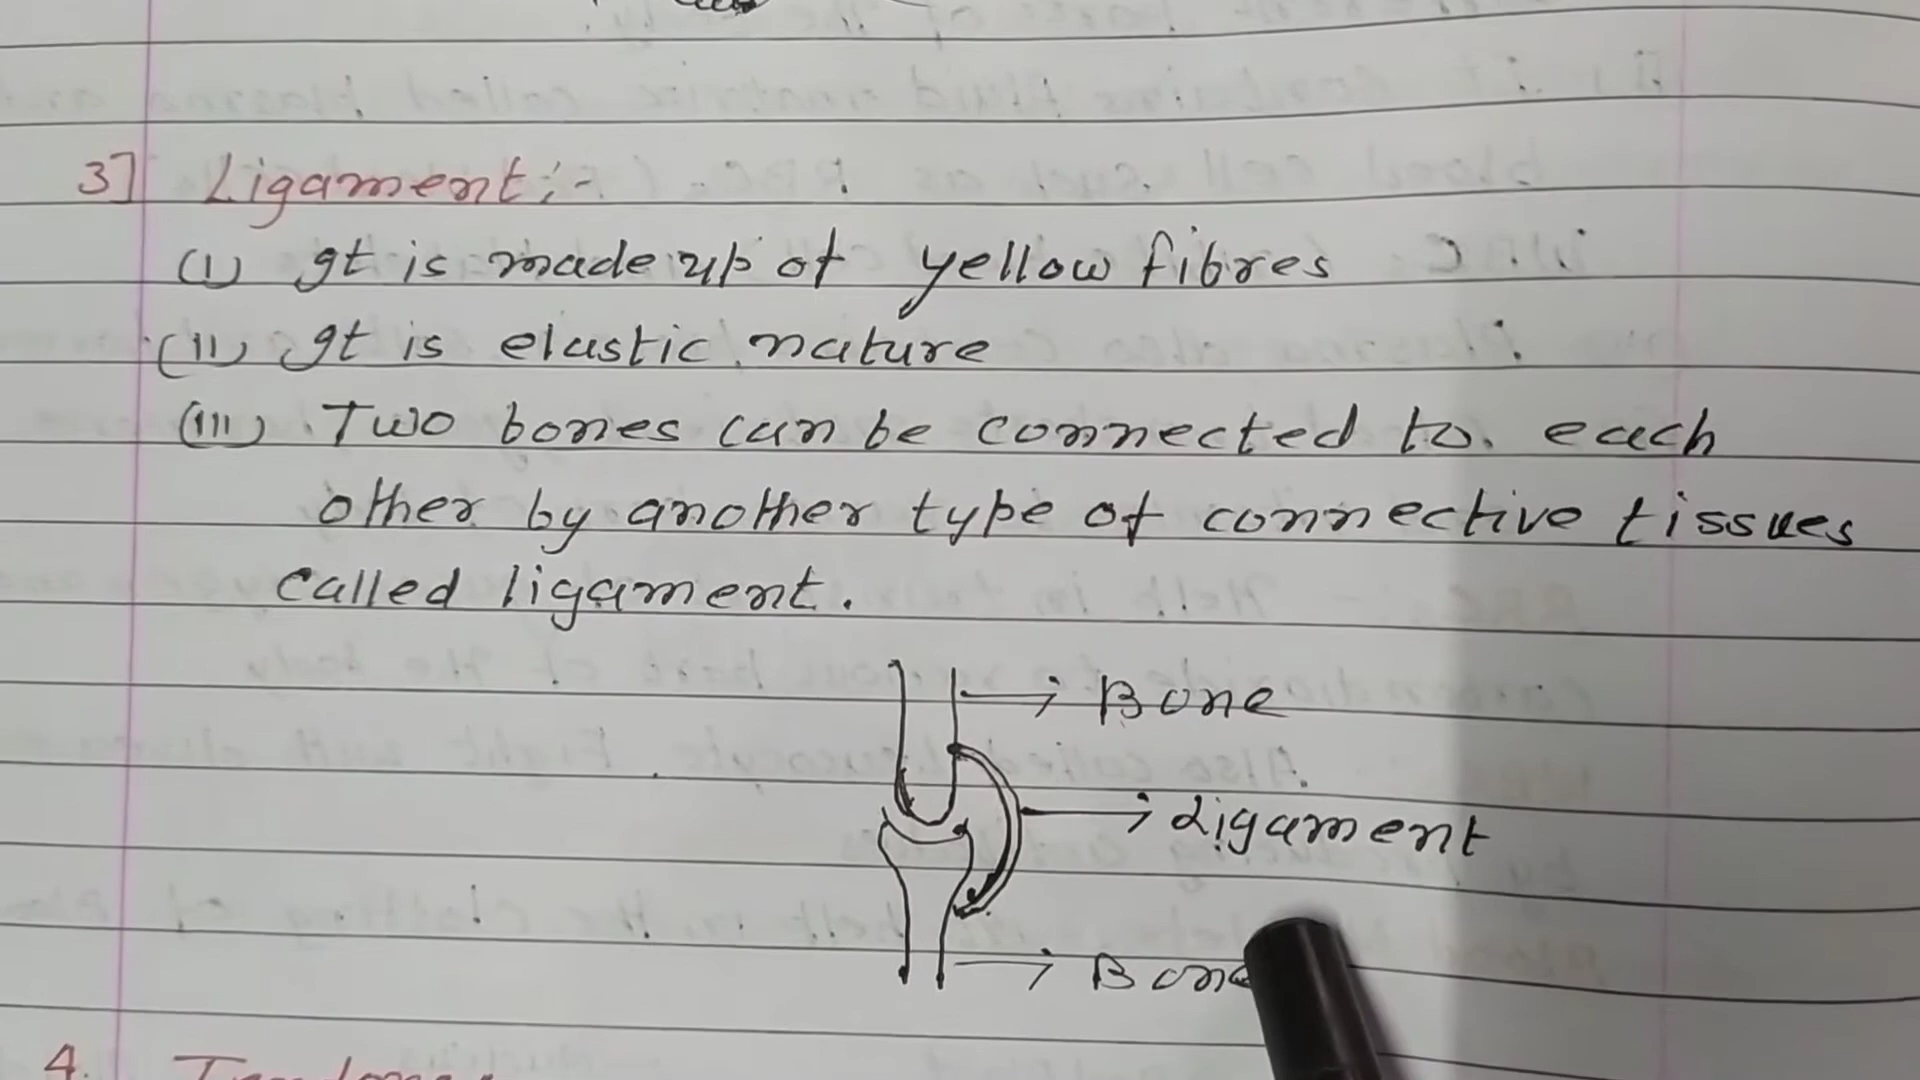 3] Ligament :-
(I) It is made up of yellow fibres
(II) It is elastic nature
(III) Two bones can be connected to each
other by another type of connective tissues
called ligament.
→ Bone
→ Ligament
→ Bone
4.